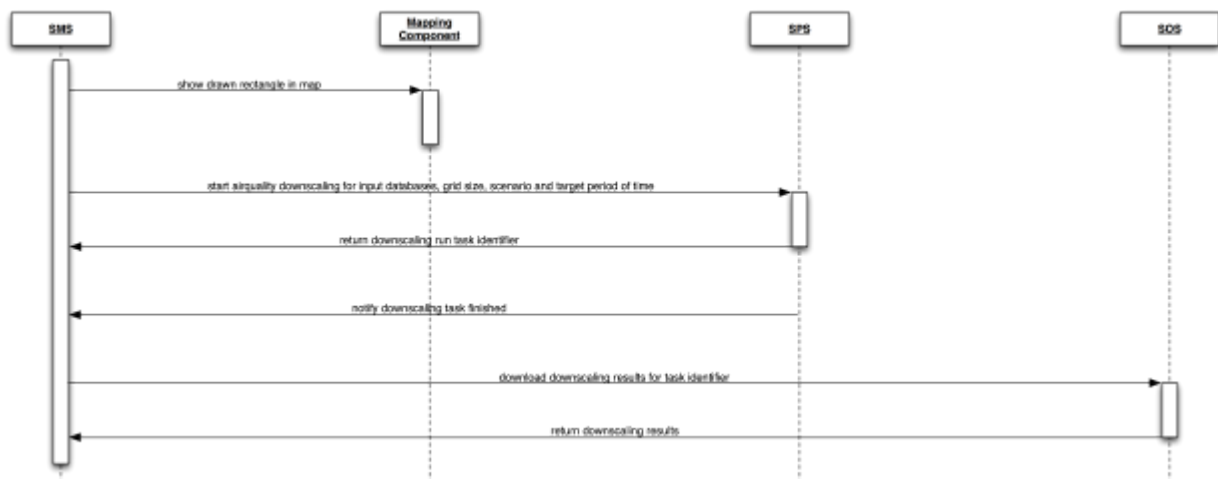 SMS
Mapping
Component
SPS
SOS
show drawn rectangle in map
start airquality downscaling for input databases, grid size, scenario and target period of time
return downscaling run task identifier
notify downscaling task finished
download downscaling results for task identifier
return downscaling results